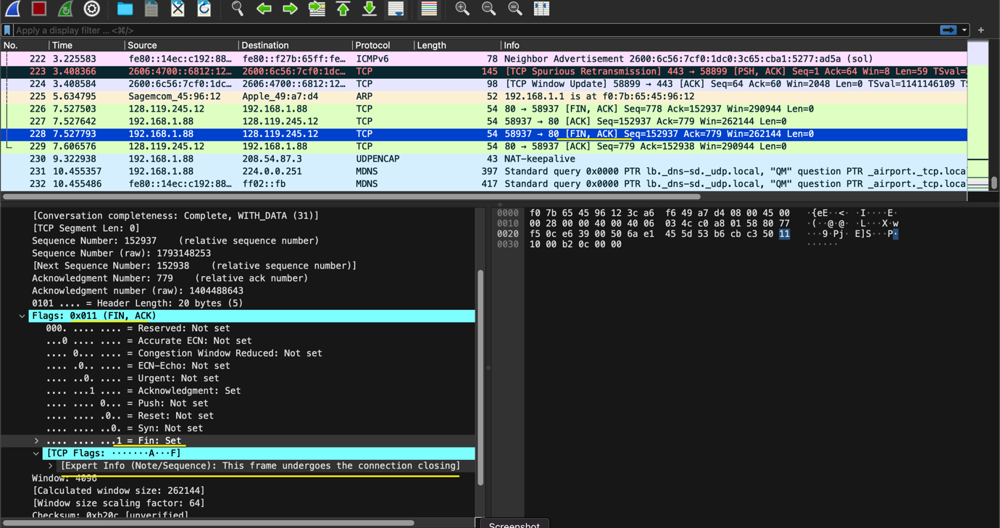 Apply a display filter ... <⌘/>
No. Time Source Destination Protocol Length Info
222 3.225583 fe80::14ec:c192:88… fe80::f27b:65ff:fe… ICMPv6 78 Neighbor Advertisement 2600:6c56:7cf0:1dc0:3c65:cba1:5277:ad5a (sol)
223 3.408366 2606:4700::6812:12… 2600:6c56:7cf0:1dc… TCP 145 [TCP Spurious Retransmission] 443 → 58899 [PSH, ACK] Seq=1 Ack=64 Win=8 Len=59 TSval=
224 3.408584 2600:6c56:7cf0:1dc… 2606:4700::6812:12… TCP 98 [TCP Window Update] 58899 → 443 [ACK] Seq=64 Ack=60 Win=2048 Len=0 TSval=1141146109 TS
225 5.634795 Sagemcom_45:96:12 Apple_49:a7:d4 ARP 52 192.168.1.1 is at f0:7b:65:45:96:12
226 7.527503 128.119.245.12 192.168.1.88 TCP 54 80 → 58937 [FIN, ACK] Seq=778 Ack=152937 Win=290944 Len=0
227 7.527642 192.168.1.88 128.119.245.12 TCP 54 58937 → 80 [ACK] Seq=152937 Ack=779 Win=262144 Len=0
228 7.527793 192.168.1.88 128.119.245.12 TCP 54 58937 → 80 [FIN, ACK] Seq=152937 Ack=779 Win=262144 Len=0
229 7.606576 128.119.245.12 192.168.1.88 TCP 54 80 → 58937 [ACK] Seq=779 Ack=152938 Win=290944 Len=0
230 9.322938 192.168.1.88 208.54.87.3 UDPENCAP 43 NAT-keepalive
231 10.455357 192.168.1.88 224.0.0.251 MDNS 397 Standard query 0x0000 PTR lb._dns-sd._udp.local, "QM" question PTR _airport._tcp.loca
232 10.455486 fe80::14ec:c192:88… ff02::fb MDNS 417 Standard query 0x0000 PTR lb._dns-sd._udp.local, "QM" question PTR _airport._tcp.loca
[Conversation completeness: Complete, WITH_DATA (31)]
[TCP Segment Len: 0]
Sequence Number: 152937 (relative sequence number)
Sequence Number (raw): 1793148253
[Next Sequence Number: 152938 (relative sequence number)]
Acknowledgment Number: 779 (relative ack number)
Acknowledgment number (raw): 1404488643
0101 .... = Header Length: 20 bytes (5)
Flags: 0x011 (FIN, ACK)
000. .... .... = Reserved: Not set
...0 .... .... = Accurate ECN: Not set
.... 0... .... = Congestion Window Reduced: Not set
.... .0.. .... = ECN-Echo: Not set
.... ..0. .... = Urgent: Not set
.... ...1 .... = Acknowledgment: Set
.... .... 0... = Push: Not set
.... .... .0.. = Reset: Not set
.... .... ..0. = Syn: Not set
.... .... ...1 = Fin: Set
[TCP Flags: ·······A···F]
[Expert Info (Note/Sequence): This frame undergoes the connection closing]
Window: 4096
[Calculated window size: 262144]
[Window size scaling factor: 64]
Checksum: 0xb20c [unverified]
0000 f0 7b 65 45 96 12 3c a6 f6 49 a7 d4 08 00 45 00 ·{eE··<· ·I····E·
0010 00 28 00 00 40 00 40 06 03 4c c0 a8 01 58 80 77 ·(··@·@· ·L···X·w
0020 f5 0c e6 39 00 50 6a e1 45 5d 53 b6 cb c3 50 11 ···9·Pj· E]S···P·
0030 10 00 b2 0c 00 00 ······
Screenshot